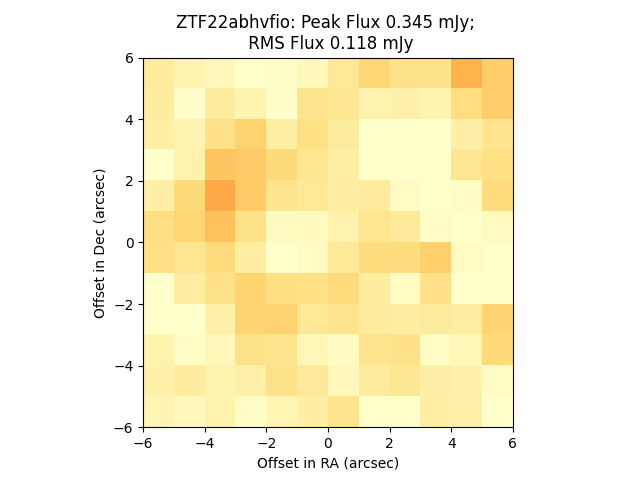 ZTF22abhvfio: Peak Flux 0.345 mJy;
RMS Flux 0.118 mJy
6
4
2
0
−2
−4
−6
Offset in Dec (arcsec)
−6 −4 −2 0 2 4 6
Offset in RA (arcsec)